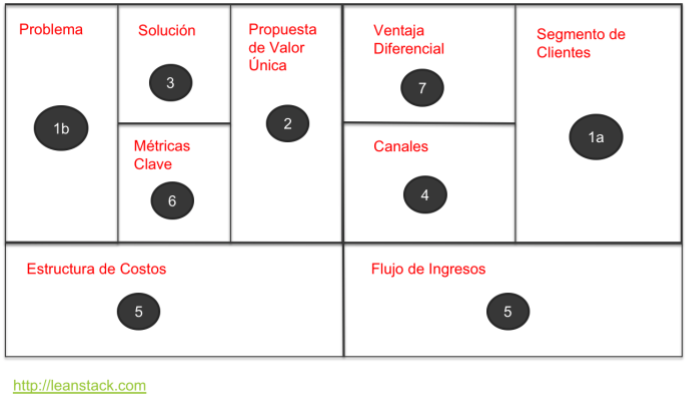 Problema
1b
Solución
3
Métricas
Clave
6
Propuesta
de Valor
Única
2
Ventaja
Diferencial
7
Canales
4
Segmento de
Clientes
1a
Estructura de Costos
5
Flujo de Ingresos
5
http://leanstack.com